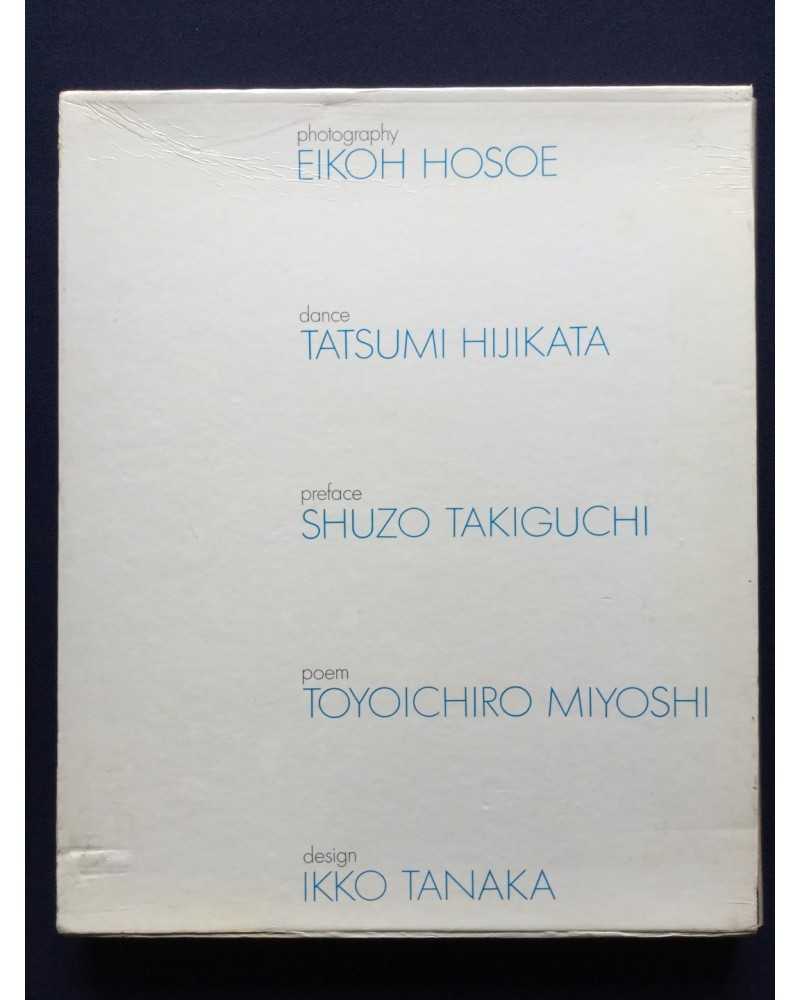 photography
EIKOH HOSOE
dance
TATSUMI HIJIKATA
preface
SHUZO TAKIGUCHI
poem
TOYOICHIRO MIYOSHI
design
IKKO TANAKA